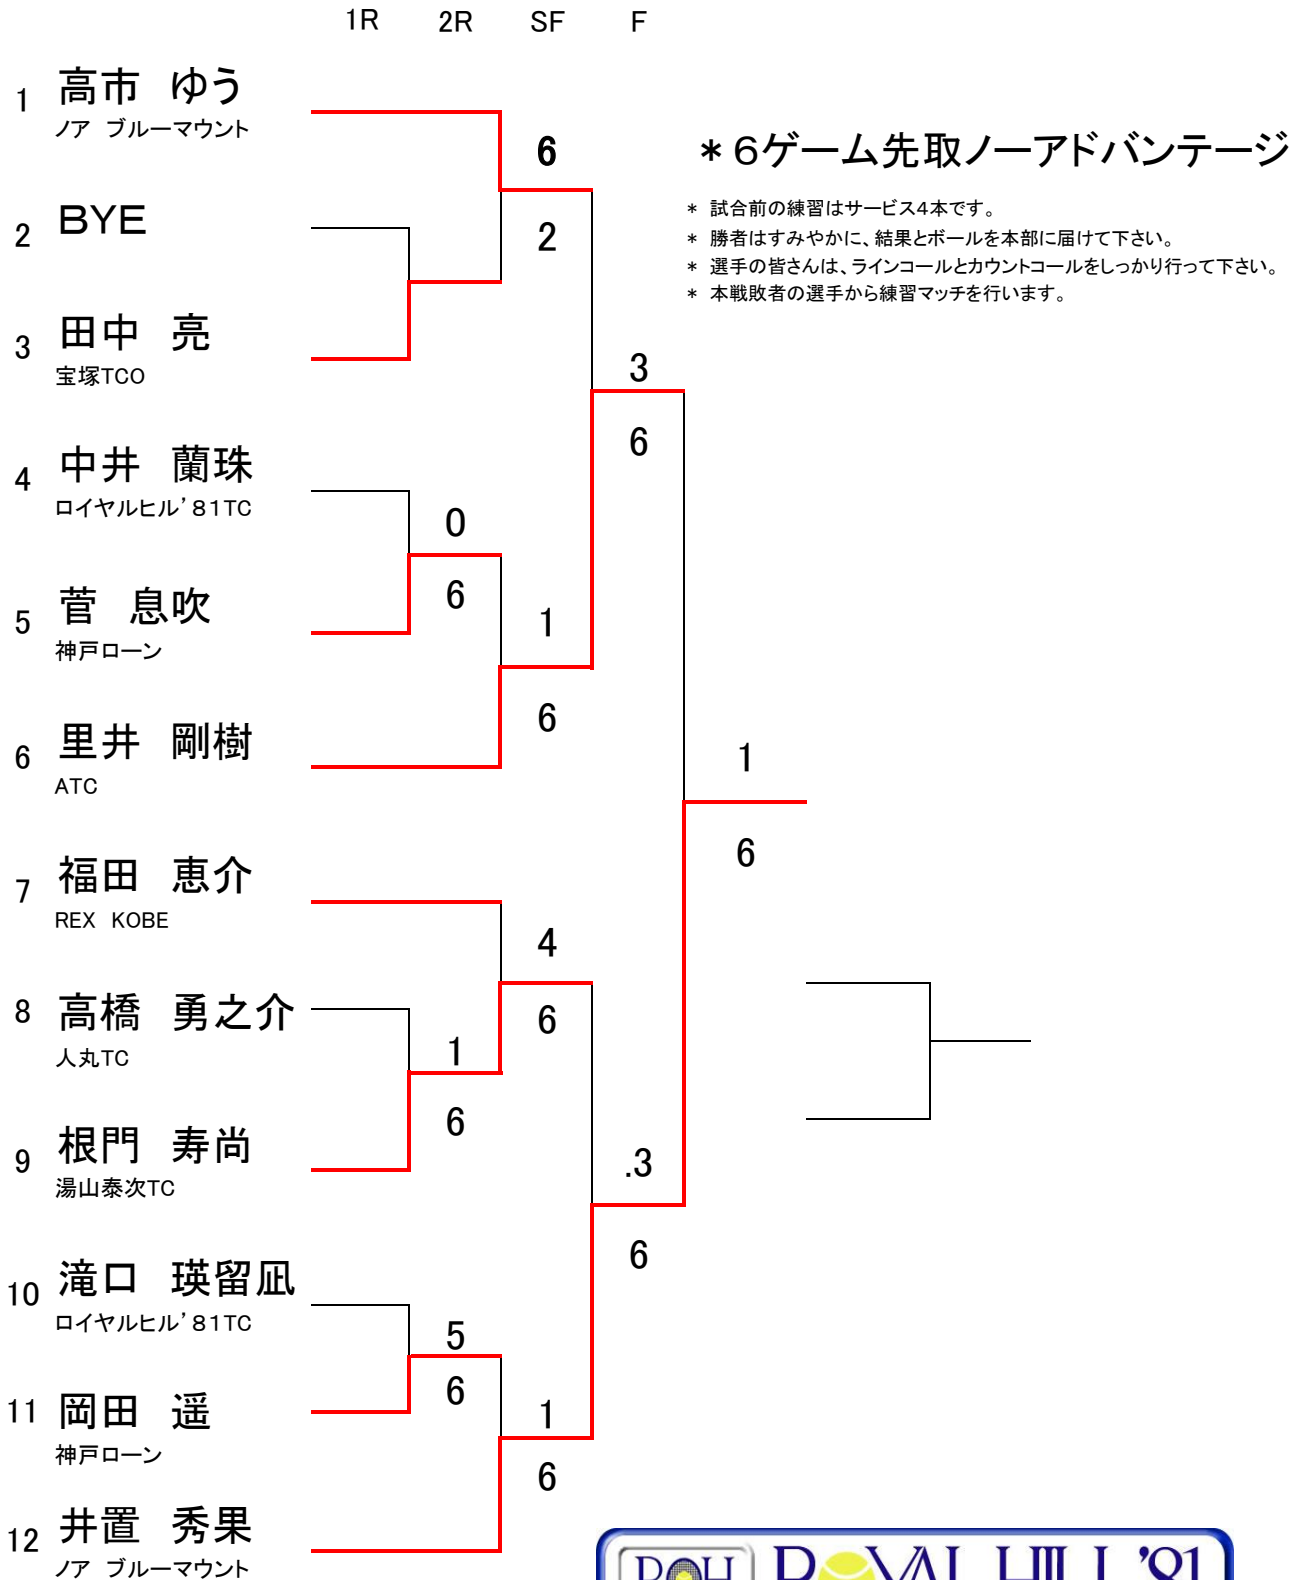 1R 2R SF F
1 高市 ゆう
ノア ブルーマウント
6
*6ゲーム先取ノーアドバンテージ
* 試合前の練習はサービス4本です。
2 BYE
2
* 勝者はすみやかに、結果とボールを本部に届けて下さい。
* 選手の皆さんは、ラインコールとカウントコールをしっかり行って下さい。
* 本戦敗者の選手から練習マッチを行います。
3 田中 亮
宝塚TCO
3
6
4 中井 蘭珠
ロイヤルヒル’81TC
0
6
5 菅 息吹
神戸ローン
1
6
6 里井 剛樹
ATC
1
6
7 福田 恵介
REX KOBE
4
6
8 高橋 勇之介
人丸TC
1
6
9 根門 寿尚
湯山泰次TC
.3
6
10 滝口 瑛留凪
ロイヤルヒル’81TC
5
6
11 岡田 遥
神戸ローン
1
6
12 井置 秀果
ノア ブルーマウント
ROH ROYAL HILL ’81